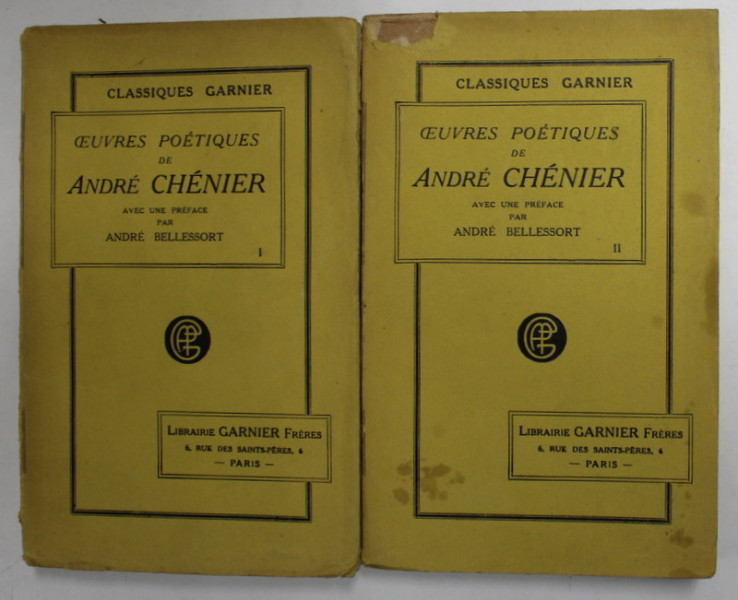 CLASSIQUES GARNIER
ŒUVRES POÉTIQUES
DE
ANDRÉ CHÉNIER
AVEC UNE PRÉFACE
PAR
ANDRÉ BELLESSORT
I
LIBRAIRIE GARNIER FRÈRES
6, RUE DES SAINTS-PÈRES, 6
— PARIS —
CLASSIQUES GARNIER
ŒUVRES POÉTIQUES
DE
ANDRÉ CHÉNIER
AVEC UNE PRÉFACE
PAR
ANDRÉ BELLESSORT
II
LIBRAIRIE GARNIER FRÈRES
6, RUE DES SAINTS-PÈRES, 6
— PARIS —